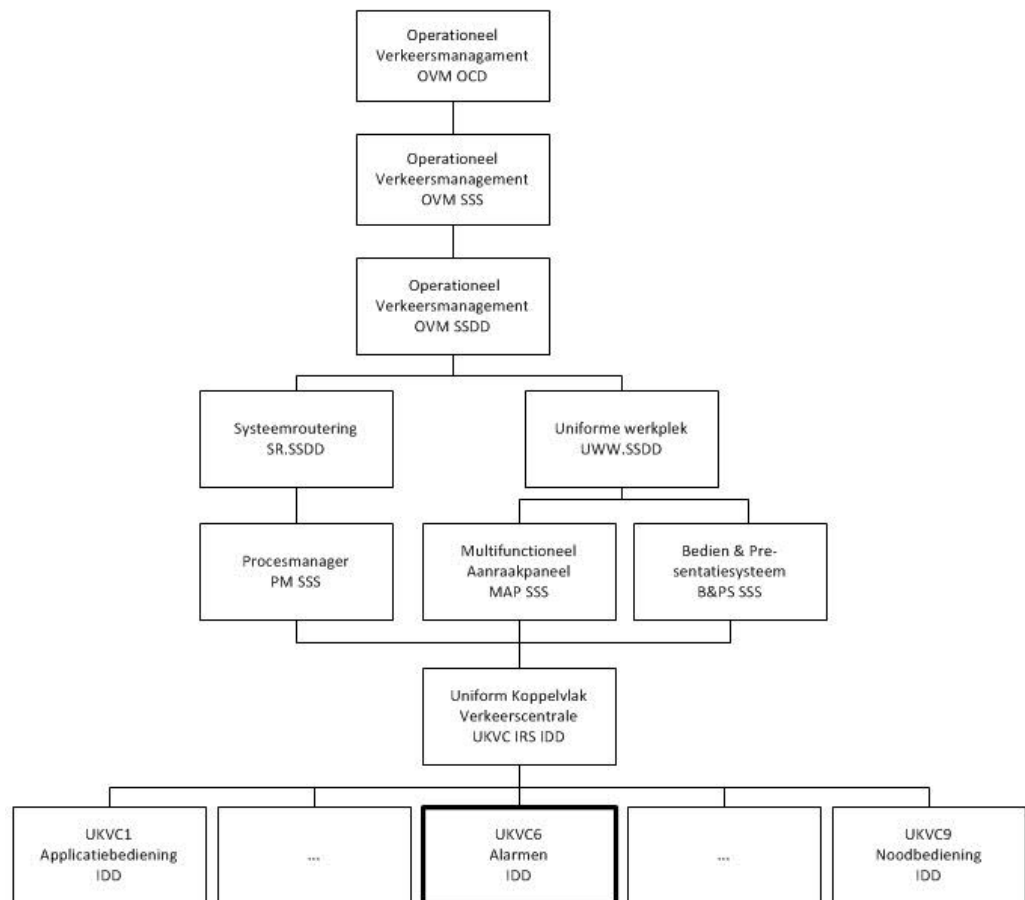 Operationeel
Verkeersmanagament
OVM OCD
Operationeel
Verkeersmanagement
OVM SSS
Operationeel
Verkeersmanagement
OVM SSDD
Systeemroutering
SR.SSDD
Uniforme werkplek
UWW.SSDD
Procesmanager
PM SSS
Multifunctioneel
Aanraakpaneel
MAP SSS
Bedien & Pre-
sentatiesysteem
B&PS SSS
Uniform Koppelvlak
Verkeerscentrale
UKVC IRS IDD
UKVC1
Applicatiebediening
IDD
...
UKVC6
Alarmen
IDD
...
UKVC9
Noodbediening
IDD